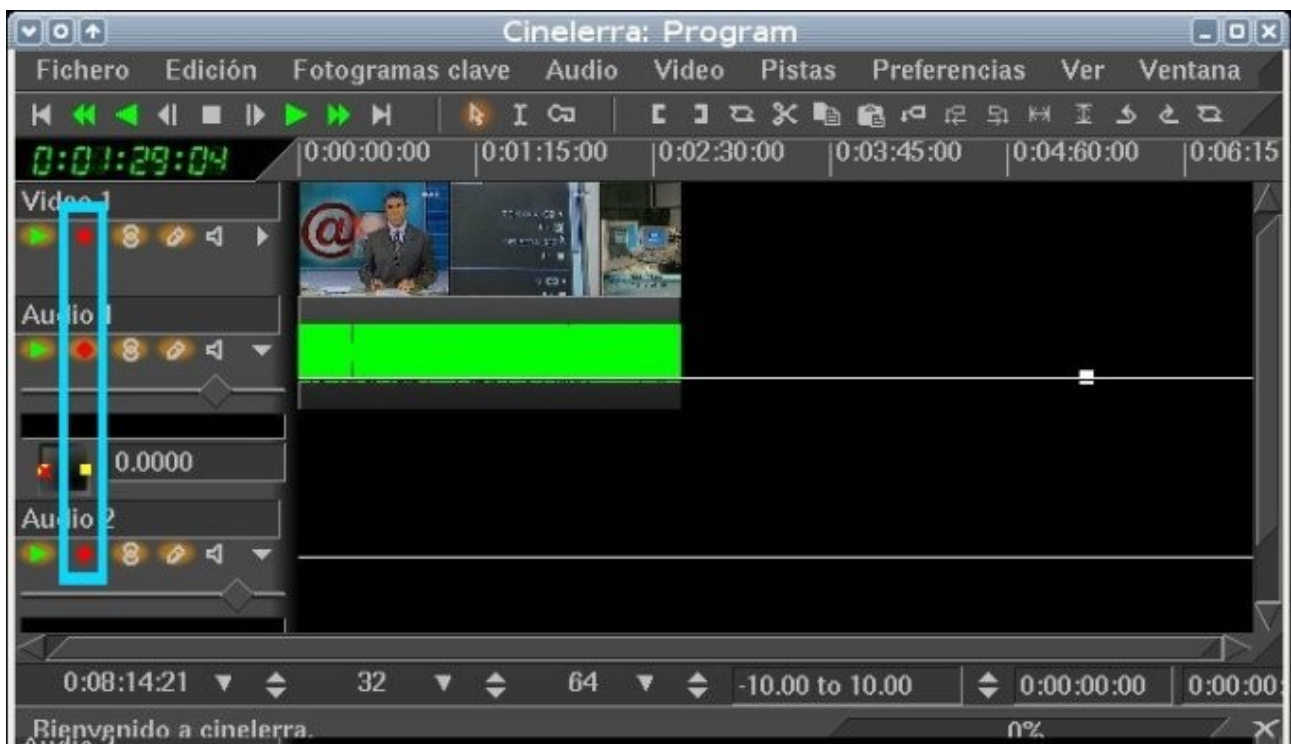 Cinelerra: Program
Fichero Edición Fotogramas clave Audio Video Pistas Preferencias Ver Ventana
0:01:29:04 0:00:00:00 0:01:15:00 0:02:30:00 0:03:45:00 0:04:60:00 0:06:15
Video 1
@
Audio 1
0.0000
Audio 2
0:08:14:21 32 64 -10.00 to 10.00 0:00:00:00 0:00:00:
Bienvenido a cinelerra. 0%